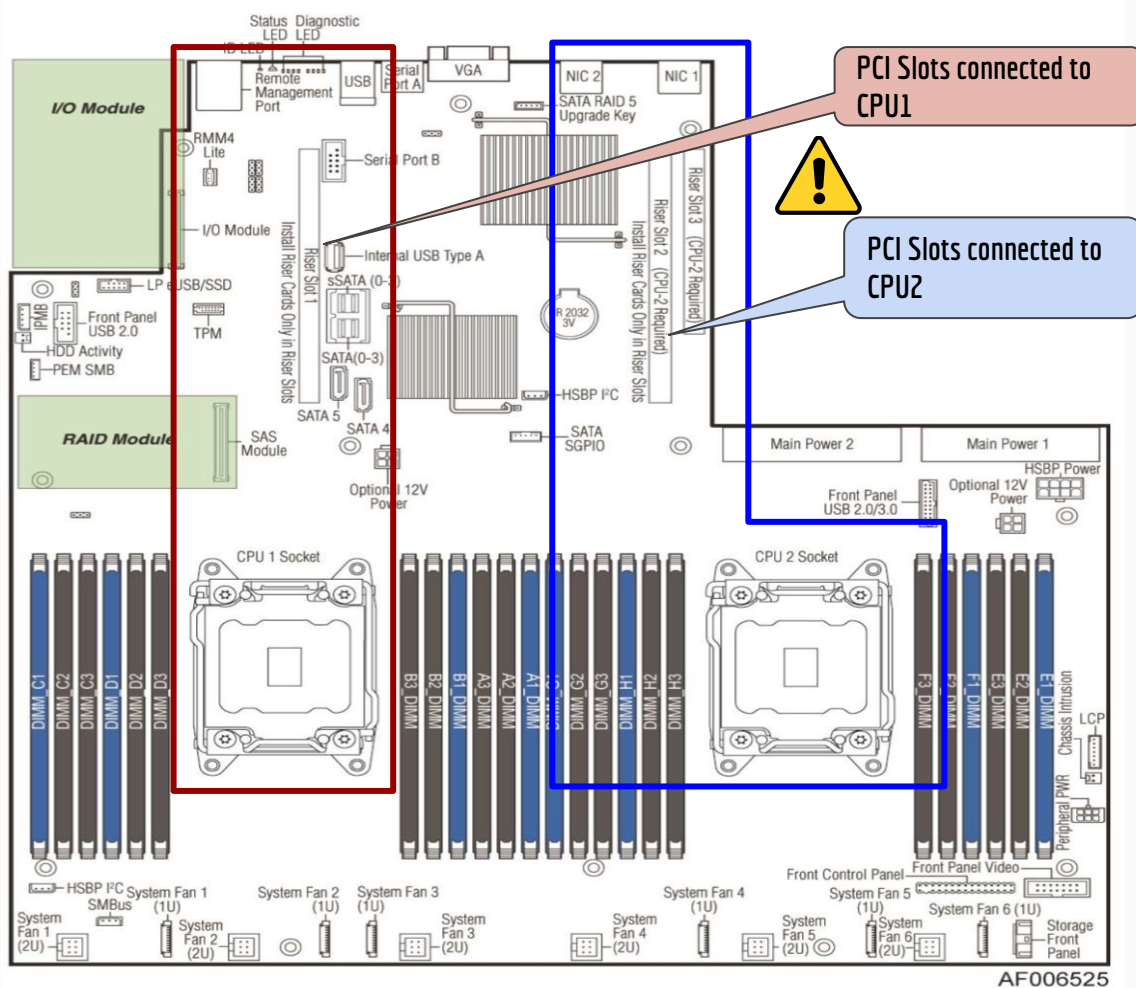 Status Diagnostic
LED LED
ID LED
Remote
Management
Port
USB
Serial
Port A
VGA
NIC 2
NIC 1
PCI Slots connected to
CPU1
I/O Module
SATA RAID 5
Upgrade Key
RMM4
Lite
Serial Port B
Riser Slot 3 (CPU-2 Required)
Riser Slot 2 (CPU-2 Required)
Install Riser Cards Only in Riser Slots
I/O Module
Riser Slot 1
Install Riser Cards Only in Riser Slots
Internal USB Type A
PCI Slots connected to
CPU2
LP eUSB/SSD
sSATA (0-3)
IPMB
Front Panel
USB 2.0
TPM
R 2032
3V
HDD Activity
PEM SMB
SATA(0-3)
SATA 5
SATA 4
HSBP I²C
RAID Module
SAS
Module
SATA
SGPIO
Main Power 2
Main Power 1
Optional 12V
Power
HSBP Power
Front Panel
USB 2.0/3.0
Optional 12V
Power
CPU 1 Socket
CPU 2 Socket
DIMM_C1
DIMM_C2
DIMM_C3
DIMM_D1
DIMM_D2
DIMM_D3
B3_DIMM
B2_DIMM
B1_DIMM
A3_DIMM
A2_DIMM
A1_DIMM
DIMM_G2
DIMM_G3
DIMM_H1
DIMM_H2
DIMM_H3
F3_DIMM
F2_DIMM
F1_DIMM
E3_DIMM
E2_DIMM
E1_DIMM
Chassis Intrusion
LCP
Peripheral PWR
HSBP I²C
SMBus
System Fan 1
(1U)
System Fan 2
(1U)
System Fan 3
(1U)
System Fan 4
(1U)
Front Control Panel
Front Panel Video
System Fan 5
(1U)
System Fan 6 (1U)
System
Fan 1
(2U)
System
Fan 2
(2U)
System
Fan 3
(2U)
System
Fan 4
(2U)
System
Fan 5
(2U)
System
Fan 6
(2U)
Storage
Front
Panel
AF006525